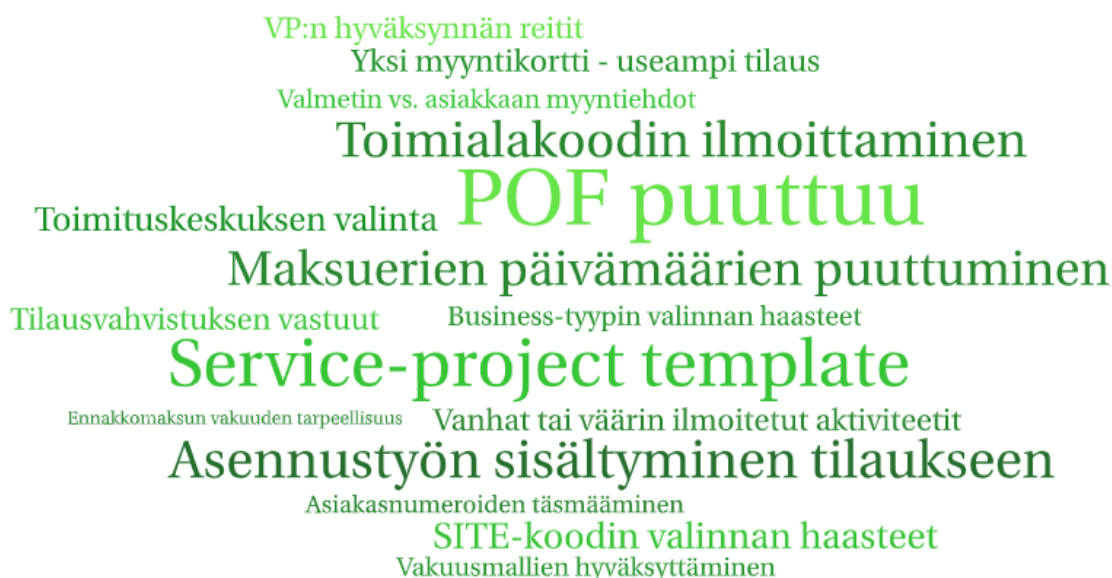 VP:n hyväksynnän reitit
Yksi myyntikortti - useampi tilaus
Valmetin vs. asiakkaan myyntiehdot
Toimialakoodin ilmoittaminen
POF puuttuu
Toimituskeskuksen valinta
Maksuerien päivämäärien puuttuminen
Tilausvahvistuksen vastuut
Business-tyypin valinnan haasteet
Service-project template
Ennakkomaksun vakuuden tarpeellisuus
Vanhat tai väärin ilmoitetut aktiviteetit
Asennustyön sisältyminen tilaukseen
Asiakasnumeroiden täsmääminen
SITE-koodin valinnan haasteet
Vakuusmallien hyväksyttäminen